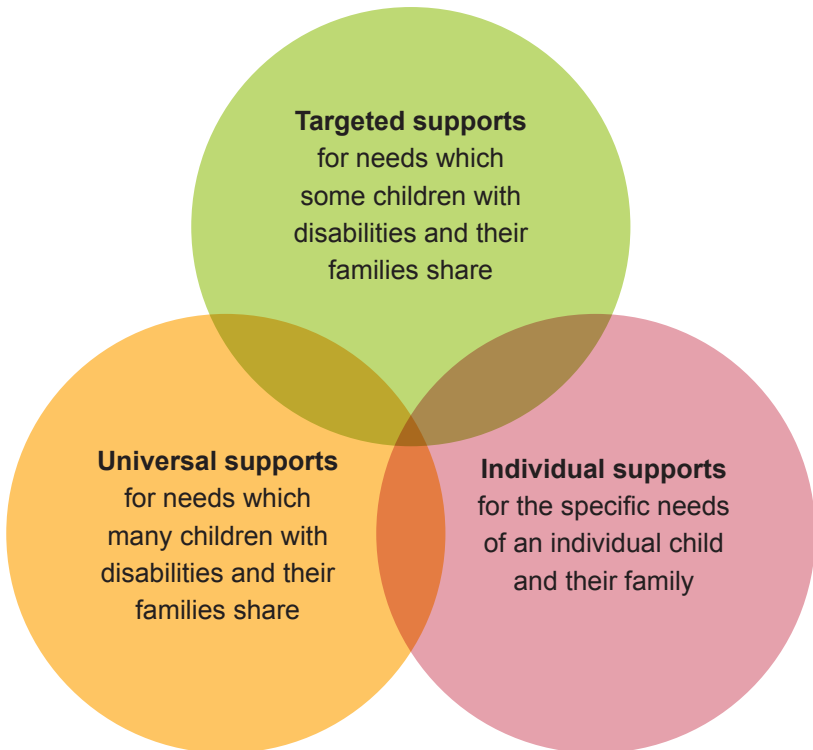 Targeted supports
for needs which
some children with
disabilities and their
families share
Universal supports
for needs which
many children with
disabilities and their
families share
Individual supports
for the specific needs
of an individual child
and their family